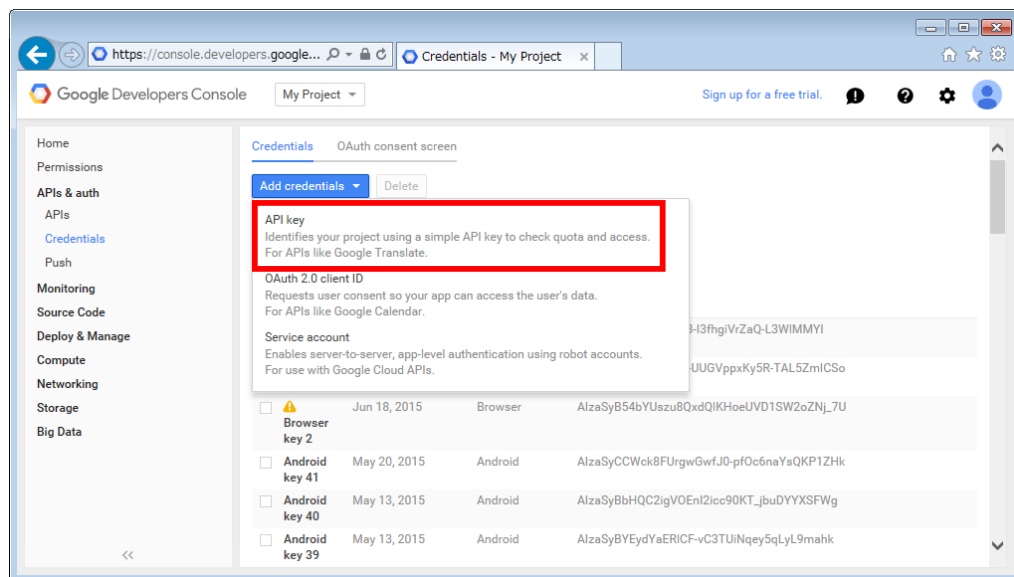 https://console.developers.google...
Credentials - My Project
Google Developers Console
My Project
Sign up for a free trial.
Home
Permissions
APIs & auth
APIs
Credentials
Push
Monitoring
Source Code
Deploy & Manage
Compute
Networking
Storage
Big Data
Credentials
OAuth consent screen
Add credentials
Delete
API key
Identifies your project using a simple API key to check quota and access.
For APIs like Google Translate.
OAuth 2.0 client ID
Requests user consent so your app can access the user's data.
For APIs like Google Calendar.
Service account
Enables server-to-server, app-level authentication using robot accounts.
For use with Google Cloud APIs.
3-I3fhgiVrZaQ-L3WIMMYI
-UUGVppxKy5R-TAL5ZmICSo
Browser key 2
Jun 18, 2015
Browser
AIzaSyB54bYUszu8QxdQIKHoeUVD1SW2oZNj_7U
Android key 41
May 20, 2015
Android
AIzaSyCCWck8FUrgwGwfJ0-pfOc6naYsQKP1ZHk
Android key 40
May 13, 2015
Android
AIzaSyBbHQC2igVOEnI2icc90KT_jbuDYYXSFWg
Android key 39
May 13, 2015
Android
AIzaSyBYEydYaERICF-vC3TUiNqey5qLyL9mahk